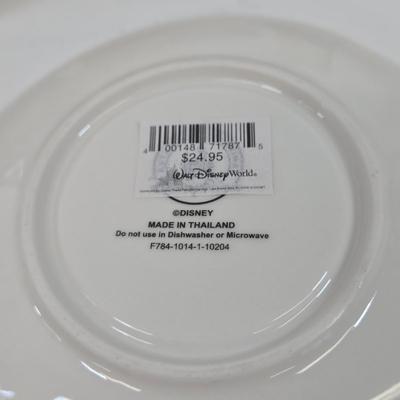 4 00148 71787 5
$24.95
Walt Disney World®
©DISNEY
MADE IN THAILAND
Do not use in Dishwasher or Microwave
F784-1014-1-10204